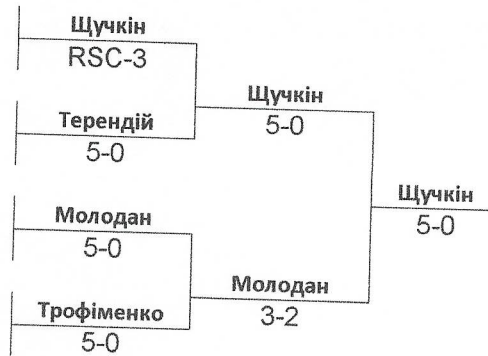 Щучкін
RSC-3
Щучкін
5-0
Терендій
5-0
Щучкін
5-0
Молодан
5-0
Молодан
3-2
Трофіменко
5-0